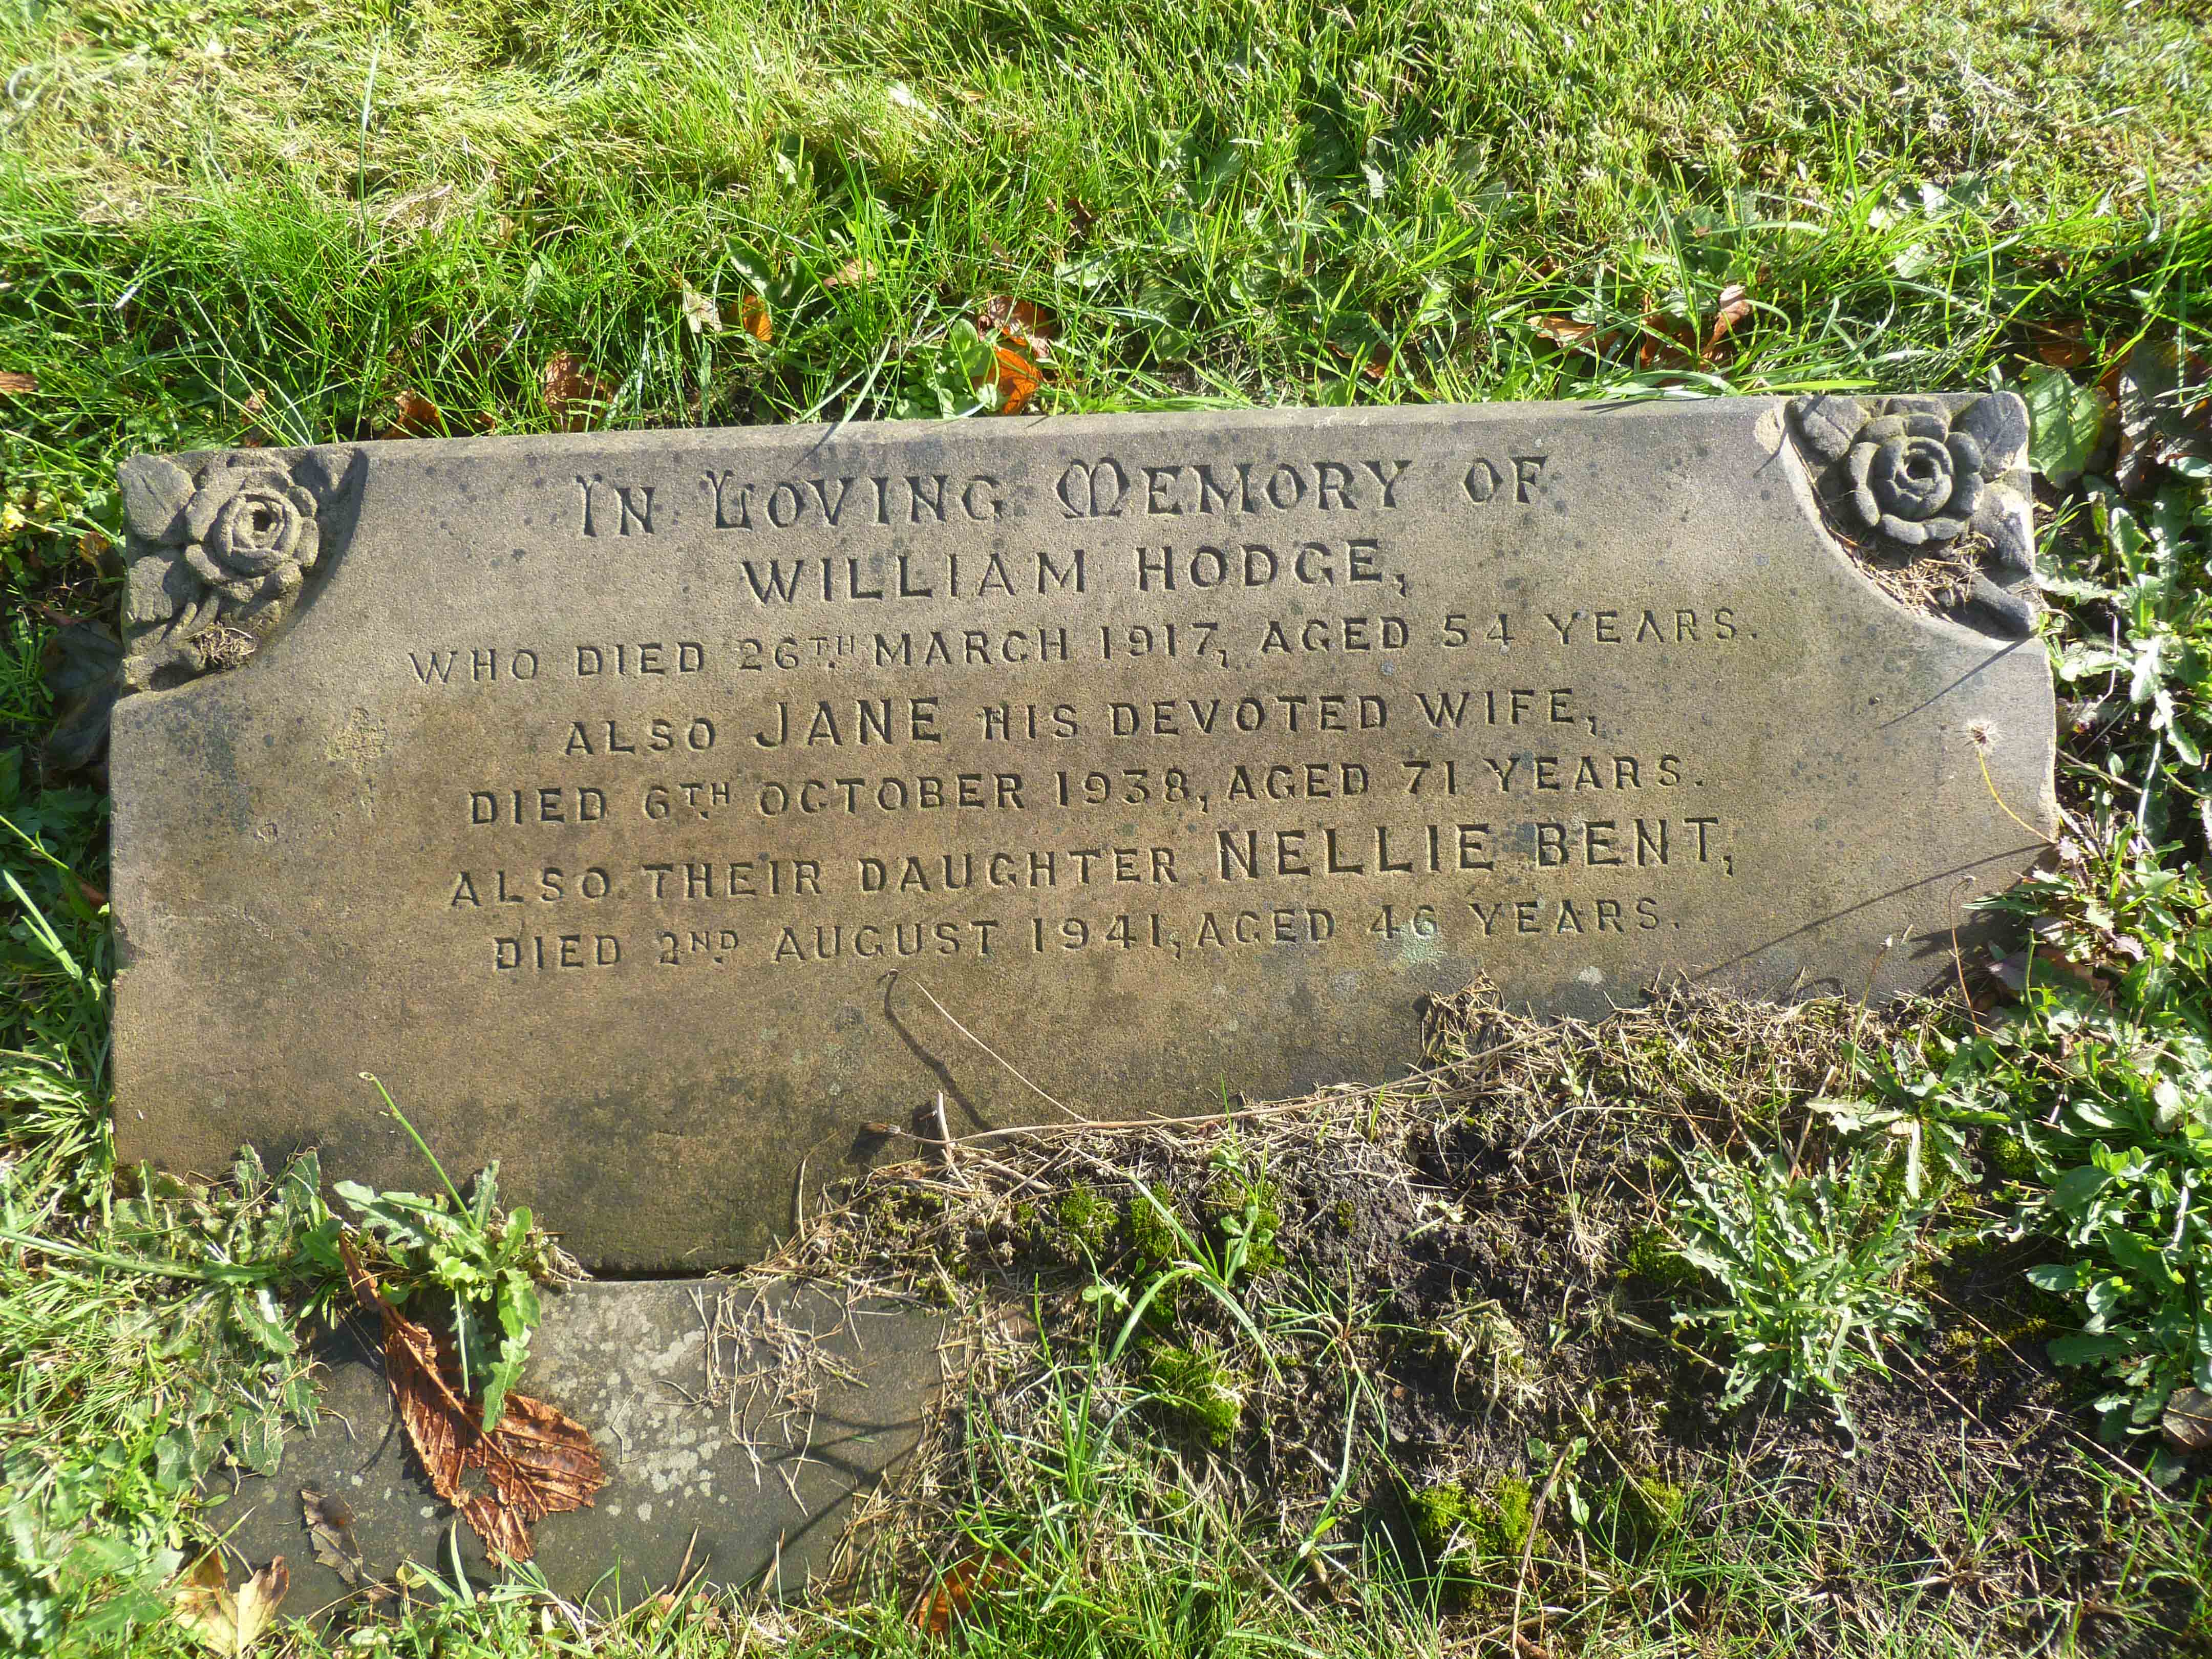 IN LOVING MEMORY OF
WILLIAM HODGE,
WHO DIED 26TH MARCH 1917, AGED 54 YEARS.
ALSO JANE HIS DEVOTED WIFE,
DIED 6TH OCTOBER 1938, AGED 71 YEARS.
ALSO THEIR DAUGHTER NELLIE BENT,
DIED 2ND AUGUST 1941, AGED 46 YEARS.